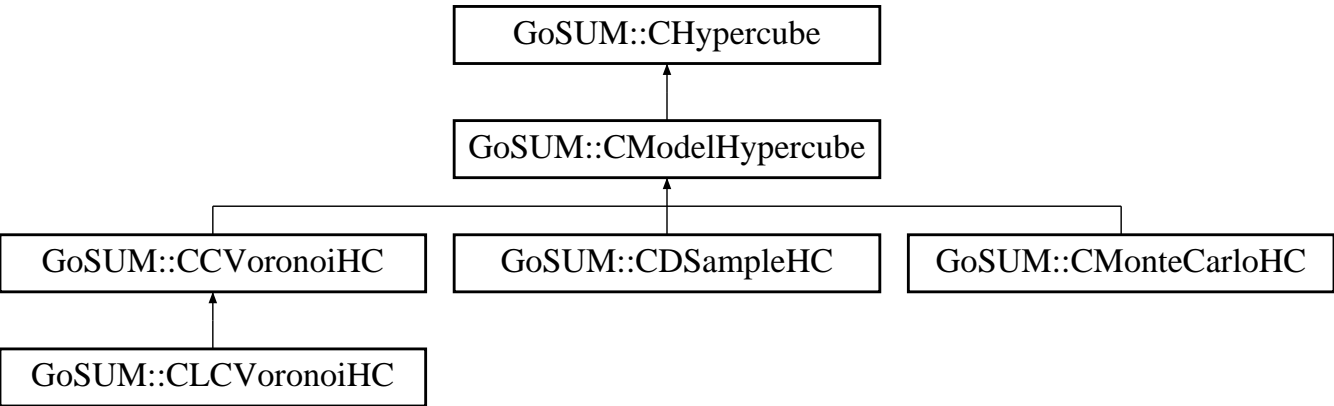 GoSUM::CHypercube
GoSUM::CModelHypercube
GoSUM::CCVoronoiHC
GoSUM::CDSampleHC
GoSUM::CMonteCarloHC
GoSUM::CLCVoronoiHC